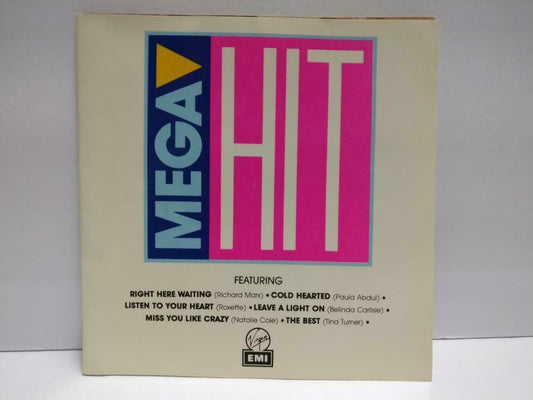 MEGA
HIT
FEATURING
RIGHT HERE WAITING (Richard Marx) • COLD HEARTED (Paula Abdul) •
LISTEN TO YOUR HEART (Roxette) • LEAVE A LIGHT ON (Belinda Carlisle) •
MISS YOU LIKE CRAZY (Natalie Cole) • THE BEST (Tina Turner) •
Virgin
EMI